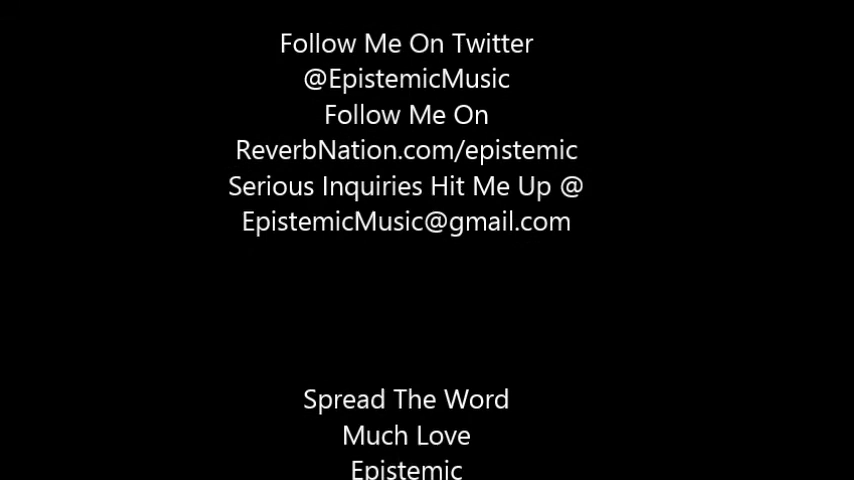 Follow Me On Twitter
@EpistemicMusic
Follow Me On
ReverbNation.com/epistemic
Serious Inquiries Hit Me Up @
EpistemicMusic@gmail.com
Spread The Word
Much Love
Epistemic